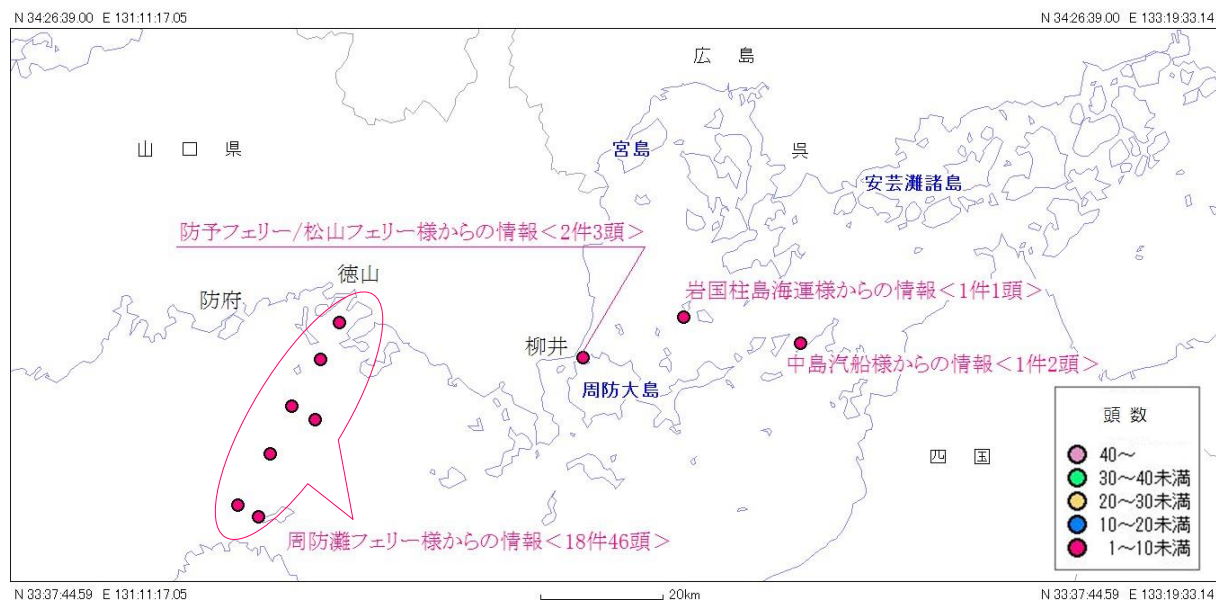 N 34:26:39.00 E 131:11:17.05
N 34:26:39.00 E 133:19:33.14
広 島
山 口 県
宮島
呉
安芸灘諸島
防予フェリー/松山フェリー様からの情報＜2件3頭＞
徳山
防府
岩国柱島海運様からの情報＜1件1頭＞
柳井
中島汽船様からの情報＜1件2頭＞
周防大島
頭 数
40～
30～40未満
20～30未満
10～20未満
1～10未満
四 国
周防灘フェリー様からの情報＜18件46頭＞
N 33:37:44.59 E 131:11:17.05
20km
N 33:37:44.59 E 133:19:33.14